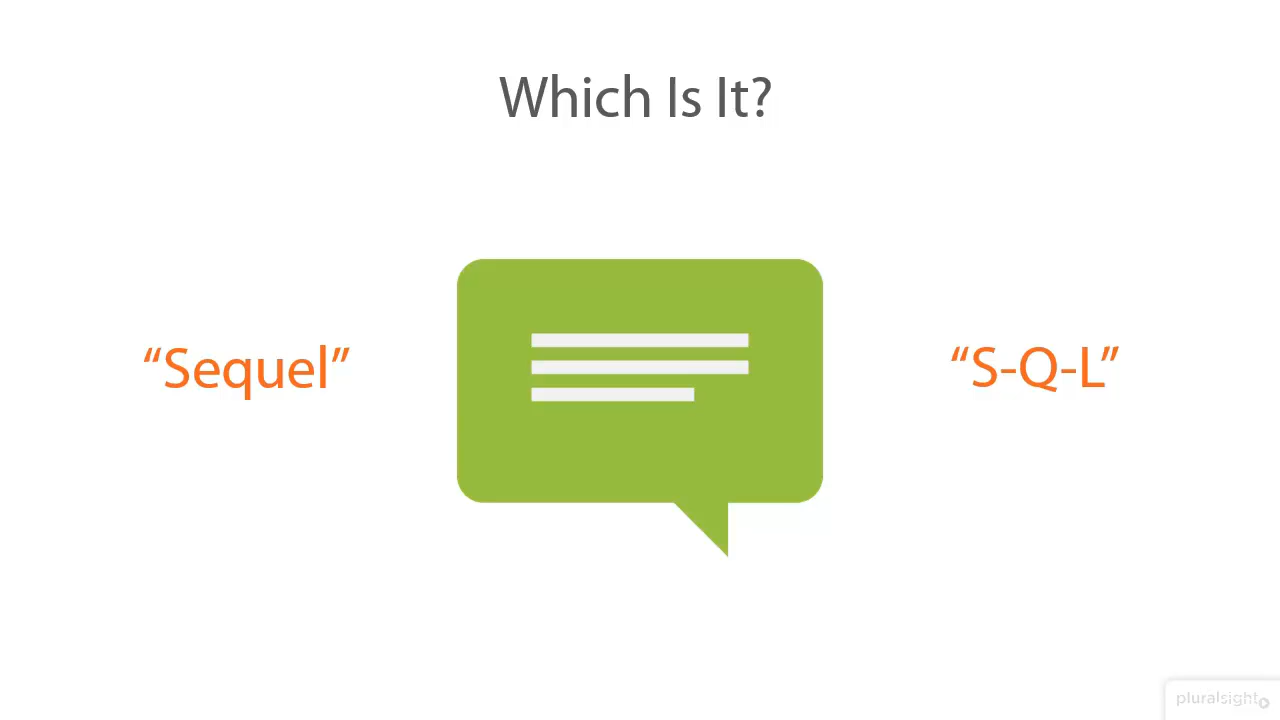 Which Is It?
“Sequel”
“S-Q-L”
pluralsight